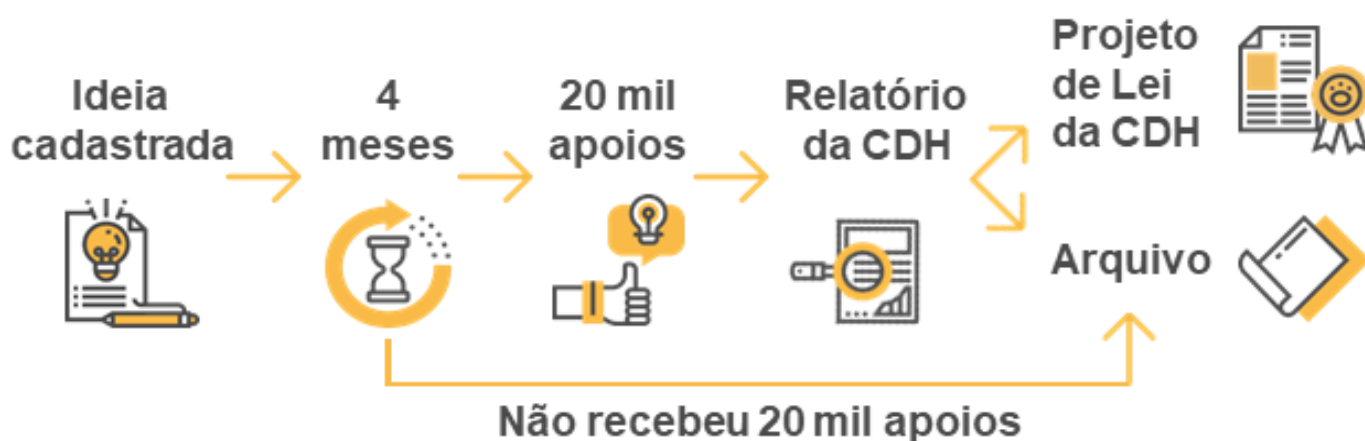 Ideia
cadastrada
4
meses
20 mil
apoios
Relatório
da CDH
Projeto
de Lei
da CDH
Arquivo
Não recebeu 20 mil apoios